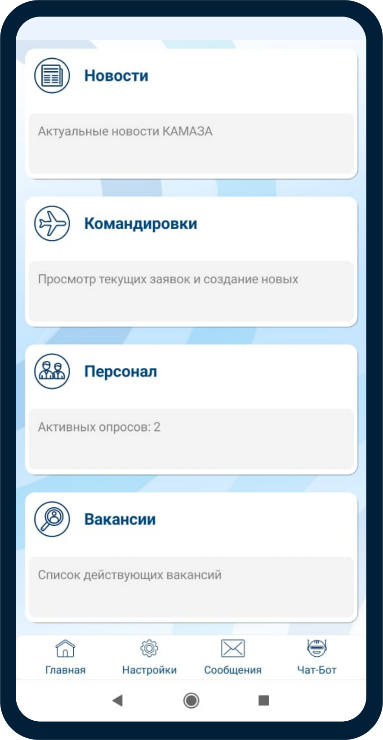 Новости
Актуальные новости КАМАЗА
Командировки
Просмотр текущих заявок и создание новых
Персонал
Активных опросов: 2
Вакансии
Список действующих вакансий
Главная
Настройки
Сообщения
Чат-Бот